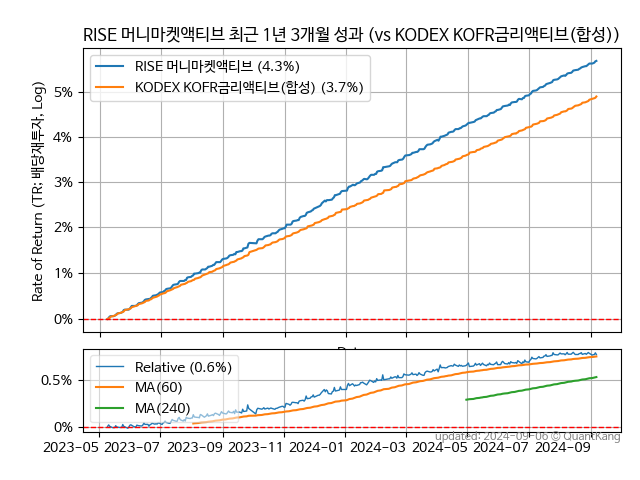 RISE 머니마켓액티브 최근 1년 3개월 성과 (vs KODEX KOFR금리액티브(합성))
RISE 머니마켓액티브 (4.3%)
KODEX KOFR금리액티브(합성) (3.7%)
Rate of Return (TR; 배당재투자, Log)
5%
4%
3%
2%
1%
0%
Relative (0.6%)
MA(60)
MA(240)
0.5%
0%
2023-05 2023-07 2023-09 2023-11 2024-01 2024-03 2024-05 2024-07 2024-09
updated: 2024-09-06 © QuantKang